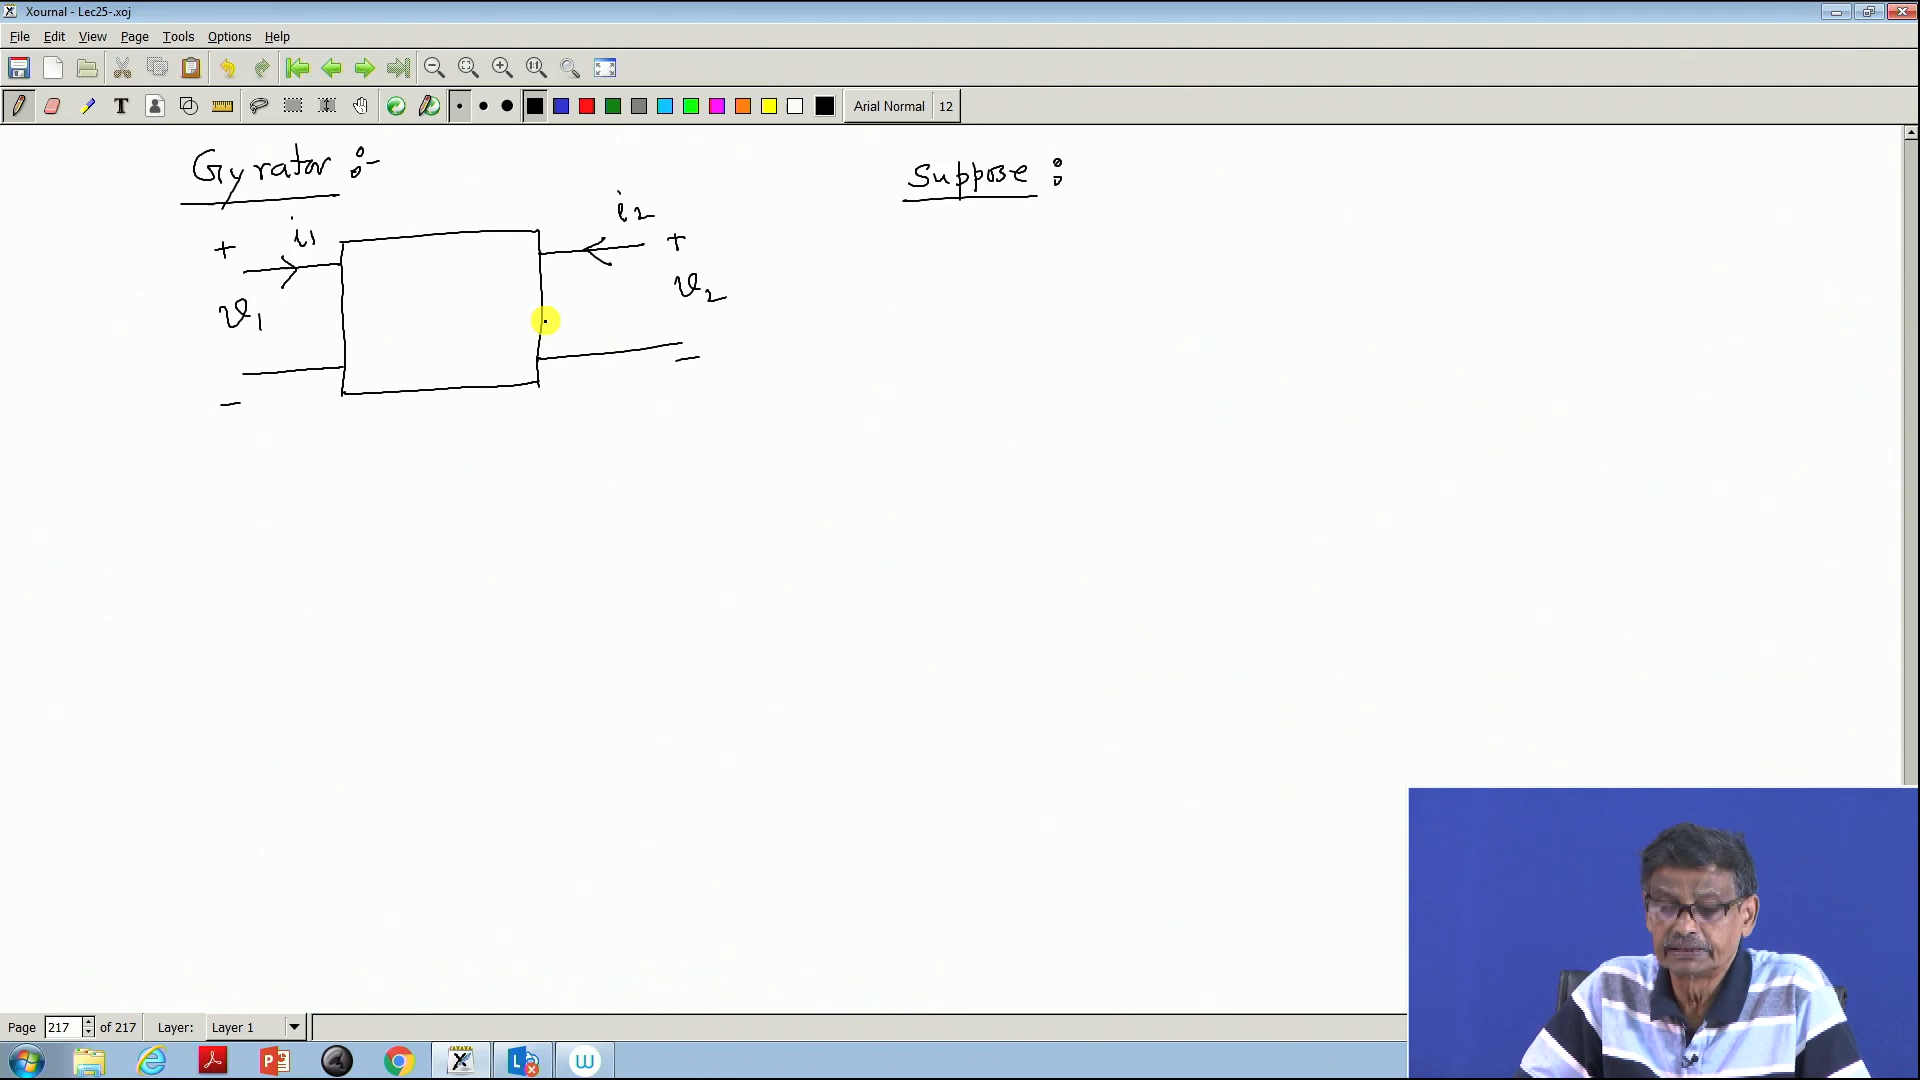 Xournal - Lec25-.xoj
File Edit View Page Tools Options Help
Arial Normal 12
Gyrator :-
Suppose :
i1
i2
+
+
v1
v2
−
−
Page 217 of 217 Layer: Layer 1